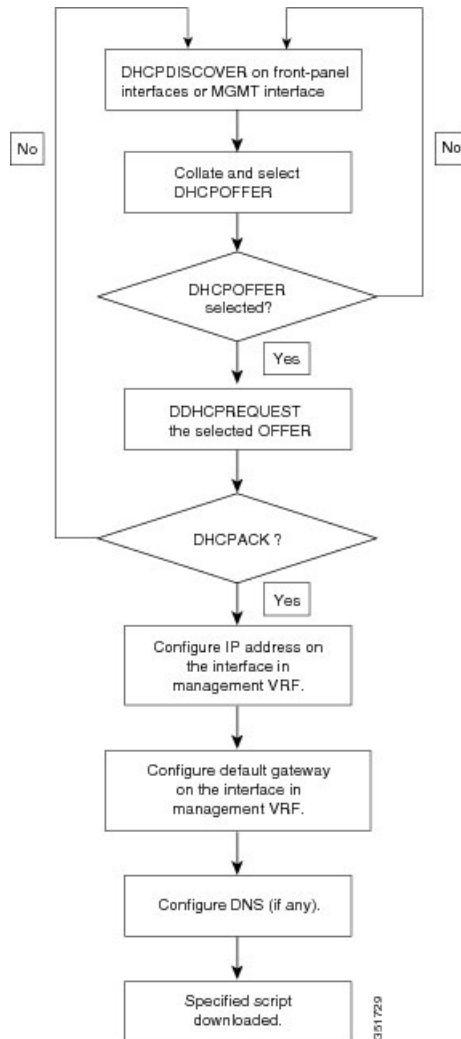 DHCPDISCOVER on front-panel
interfaces or MGMT interface
No
No
Collate and select
DHCPOFFER
DHCPOFFER
selected?
Yes
DDHCPREQUEST
the selected OFFER
DHCPACK ?
Yes
Configure IP address on
the interface in
management VRF.
Configure default gateway
on the interface in
management VRF.
Configure DNS (if any).
Specified script
downloaded.
351729